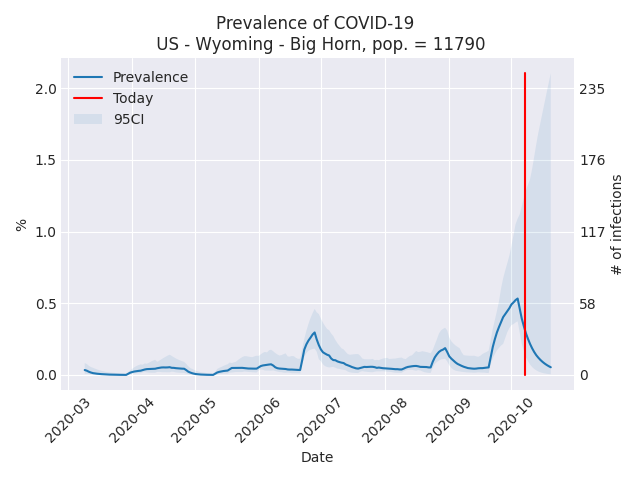 Prevalence of COVID-19
US - Wyoming - Big Horn, pop. = 11790
Prevalence
Today
95CI
2.0
1.5
1.0
0.5
0.0
%
235
176
117
58
0
# of infections
2020-03
2020-04
2020-05
2020-06
2020-07
2020-08
2020-09
2020-10
Date